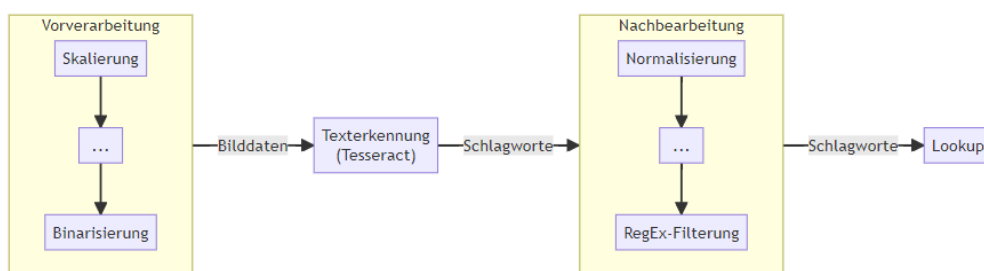 Vorverarbeitung
Skalierung
...
Binarisierung
Bilddaten
Texterkennung
(Tesseract)
Schlagworte
Nachbearbeitung
Normalisierung
...
RegEx-Filterung
Schlagworte
Lookup